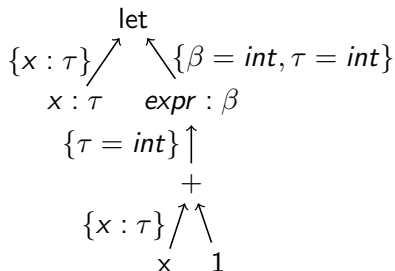 let
{x : τ} {β = int, τ = int}
x : τ expr : β
{τ = int}
+
{x : τ}
x 1